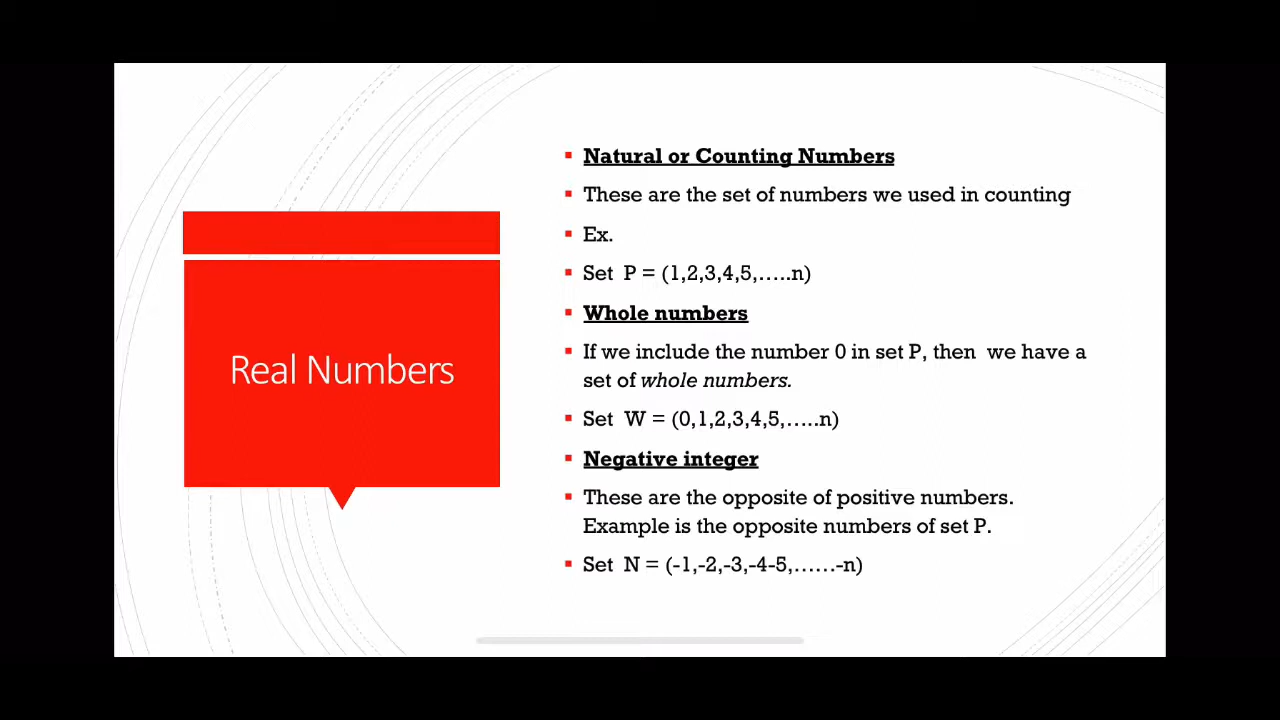 Real Numbers
Natural or Counting Numbers
These are the set of numbers we used in counting
Ex.
Set P = (1,2,3,4,5,…..n)
Whole numbers
If we include the number 0 in set P, then we have a
set of whole numbers.
Set W = (0,1,2,3,4,5,…..n)
Negative integer
These are the opposite of positive numbers.
Example is the opposite numbers of set P.
Set N = (-1,-2,-3,-4-5,……-n)